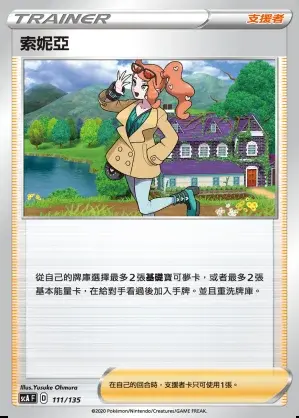 TRAINER 支援者
索妮亞
從自己的牌庫選擇最多2張基礎寶可夢卡，或者最多2張
基本能量卡，在給對手看過後加入手牌。並且重洗牌庫。
Illus.Yusuke Ohmura
scA F D 111/135
在自己的回合時，支援者卡只可使用1張。
©2020 Pokémon/Nintendo/Creatures/GAME FREAK.